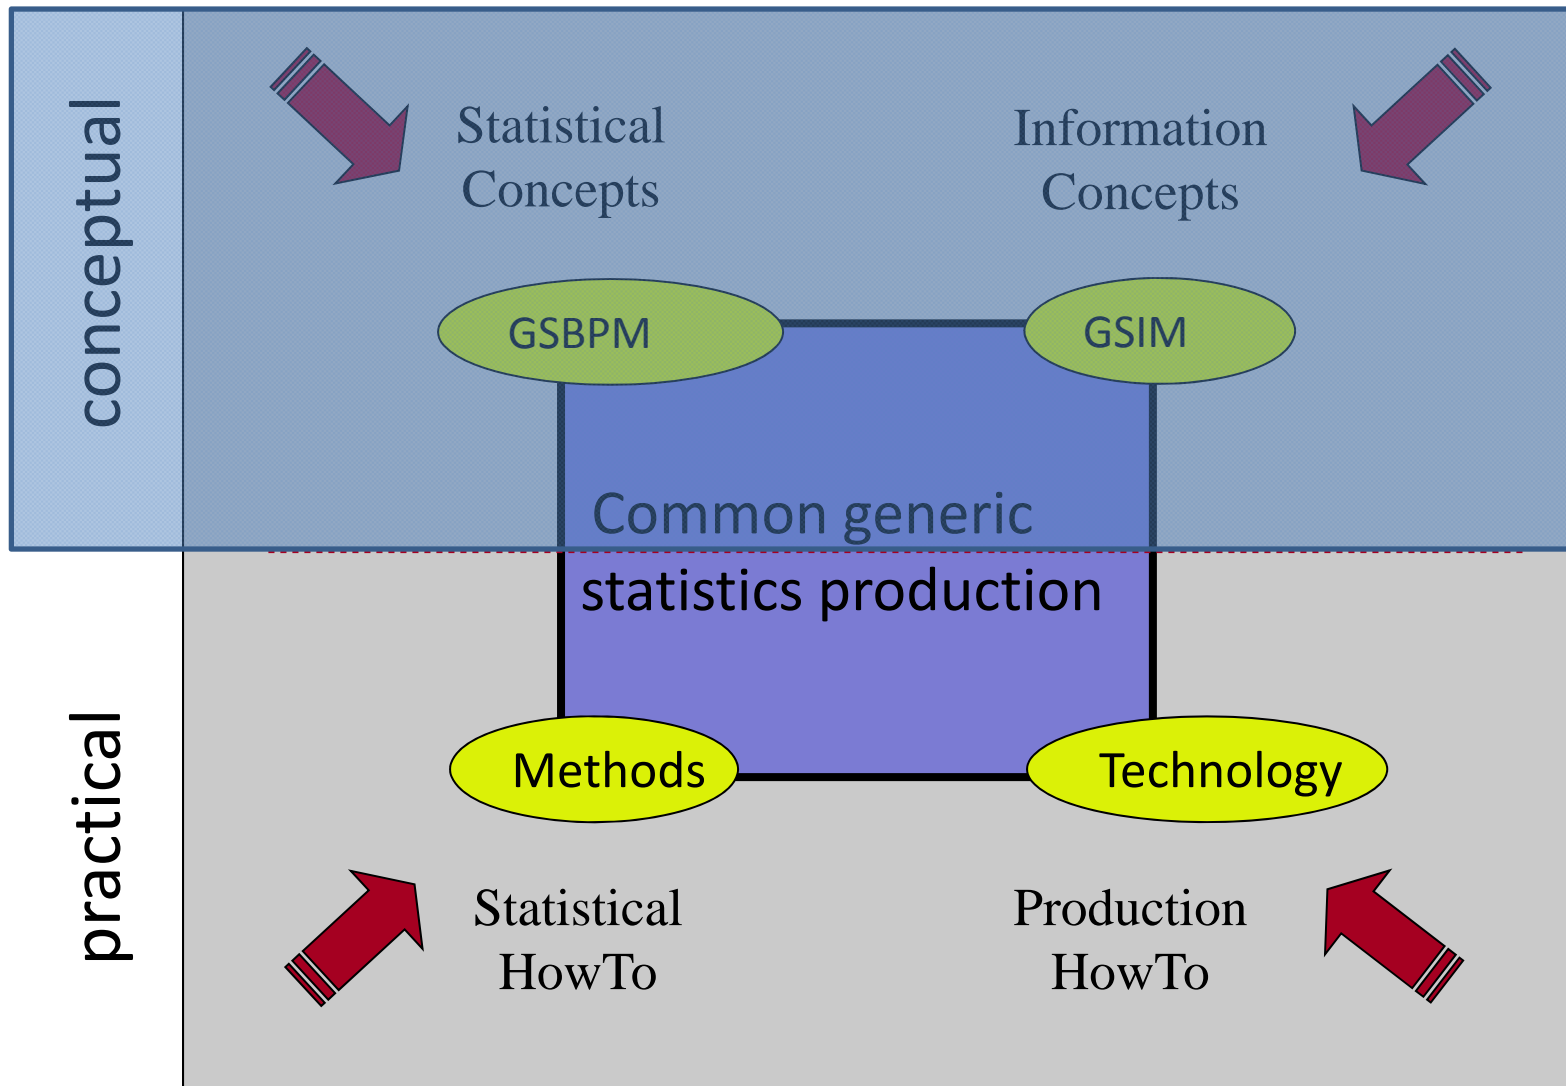 conceptual
Statistical
Concepts
Information
Concepts
GSBPM
GSIM
Common generic
statistics production
practical
Methods
Technology
Statistical
HowTo
Production
HowTo